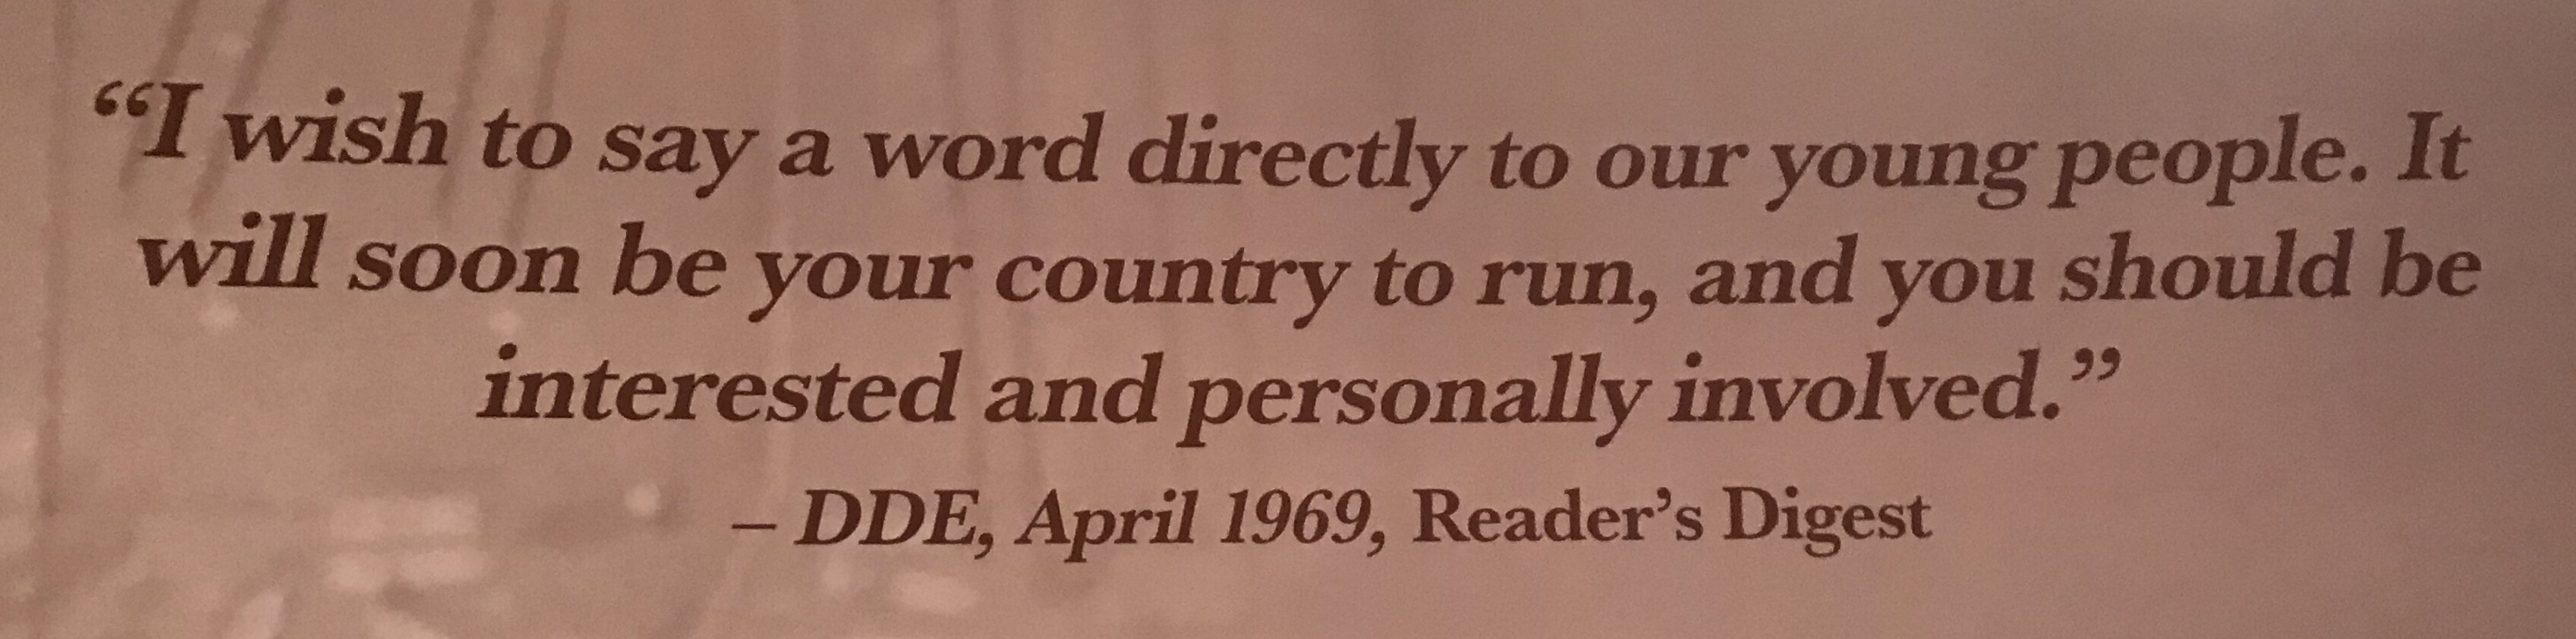 “I wish to say a word directly to our young people. It
will soon be your country to run, and you should be
interested and personally involved.”
– DDE, April 1969, Reader’s Digest